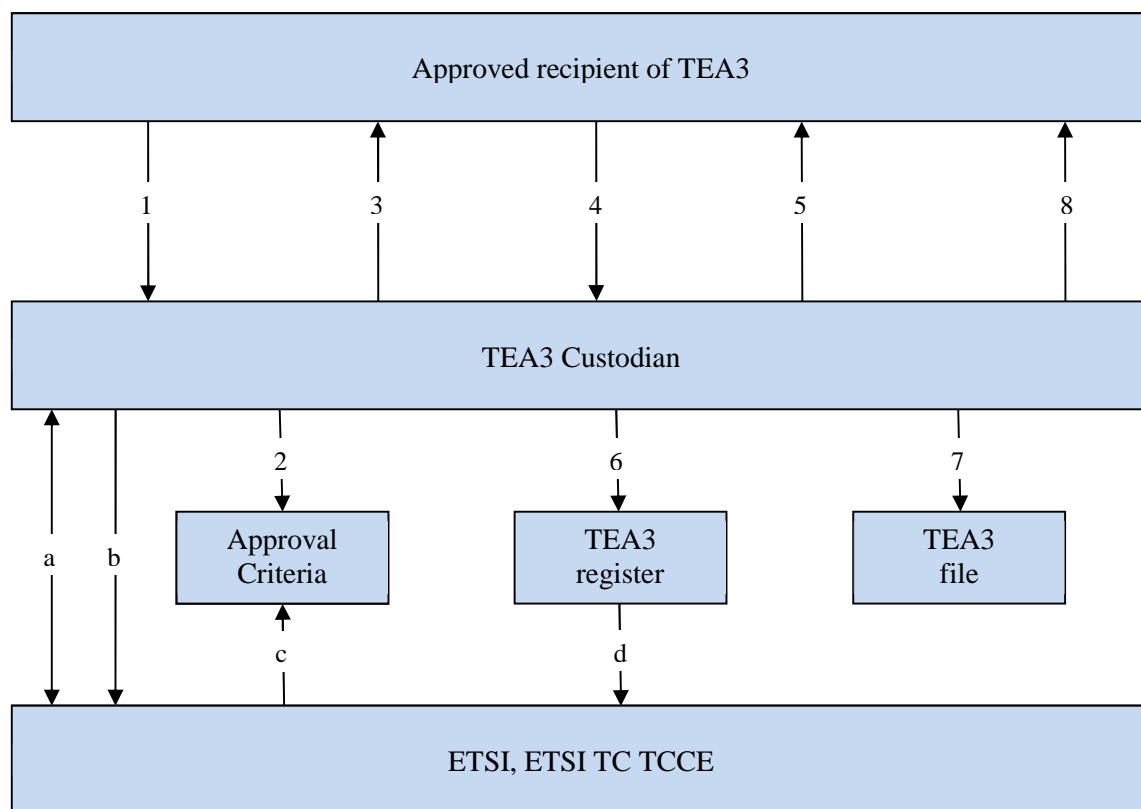 Approved recipient of TEA3
1
3
4
5
8
TEA3 Custodian
2
6
7
a
b
Approval
Criteria
TEA3
register
TEA3
file
c
d
ETSI, ETSI TC TCCE